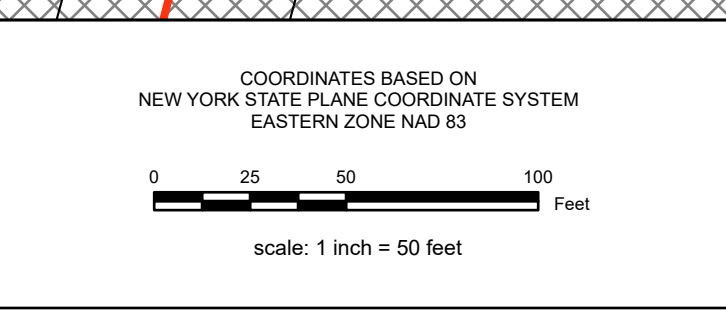 COORDINATES BASED ON
NEW YORK STATE PLANE COORDINATE SYSTEM
EASTERN ZONE NAD 83
0 25 50 100
Feet
scale: 1 inch = 50 feet